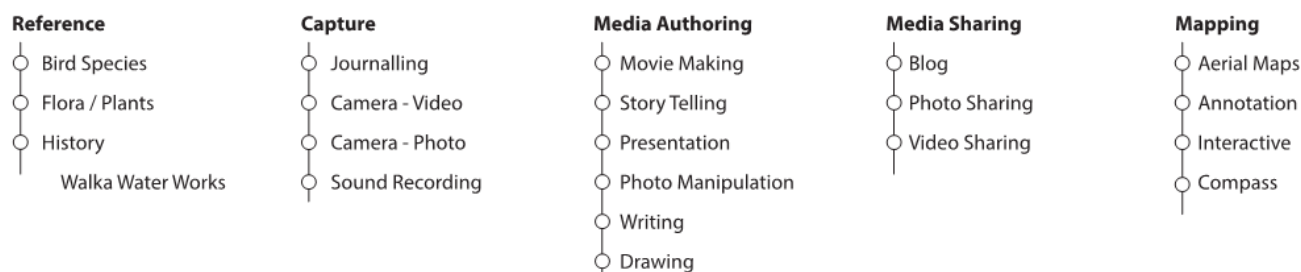 Reference
Bird Species
Flora / Plants
History
Walka Water Works
Capture
Journalling
Camera - Video
Camera - Photo
Sound Recording
Media Authoring
Movie Making
Story Telling
Presentation
Photo Manipulation
Writing
Drawing
Media Sharing
Blog
Photo Sharing
Video Sharing
Mapping
Aerial Maps
Annotation
Interactive
Compass